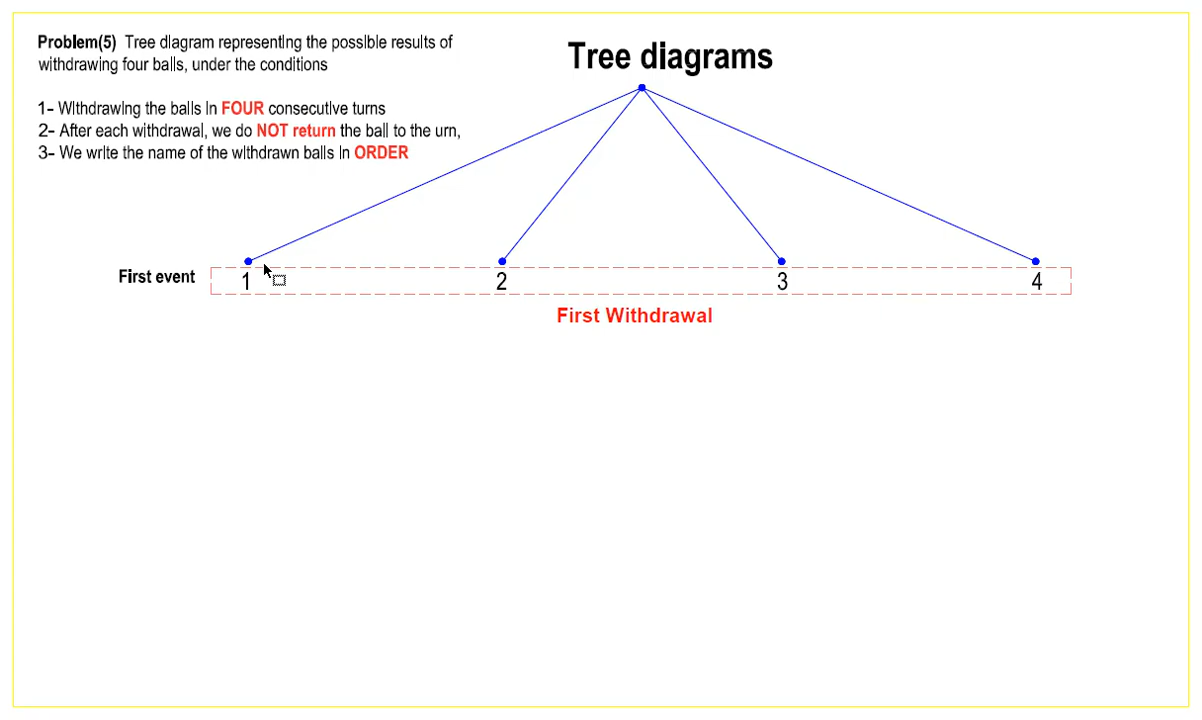 Problem(5) Tree diagram representing the possible results of
withdrawing four balls, under the conditions
1- Withdrawing the balls in FOUR consecutive turns
2- After each withdrawal, we do NOT return the ball to the urn,
3- We write the name of the withdrawn balls in ORDER
Tree diagrams
First event 1 2 3 4
First Withdrawal